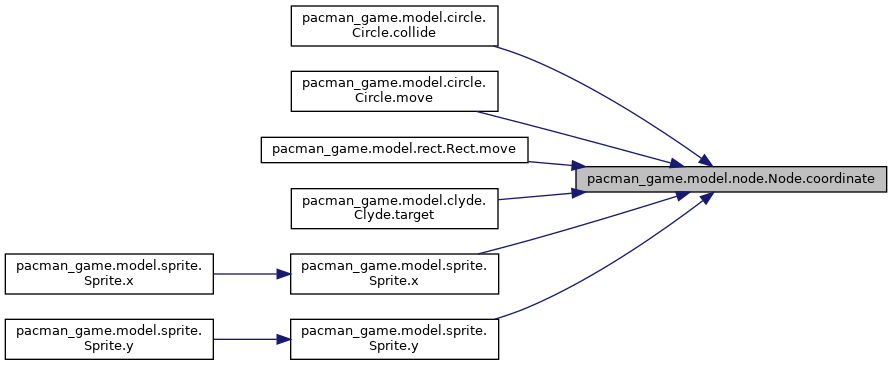 pacman_game.model.circle.
Circle.collide
pacman_game.model.circle.
Circle.move
pacman_game.model.rect.Rect.move
pacman_game.model.node.Node.coordinate
pacman_game.model.clyde.
Clyde.target
pacman_game.model.sprite.
Sprite.x
pacman_game.model.sprite.
Sprite.x
pacman_game.model.sprite.
Sprite.y
pacman_game.model.sprite.
Sprite.y